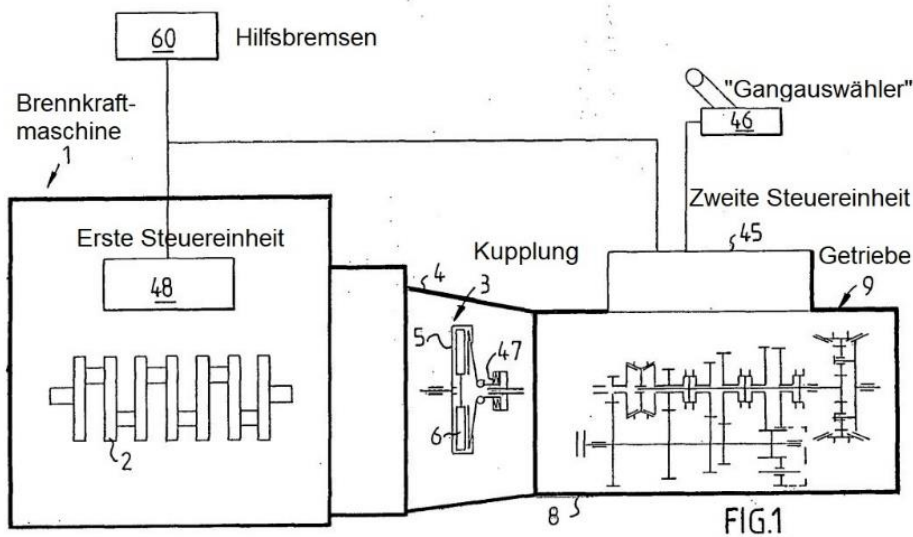 60
Hilfsbremsen
"Gangauswähler"
46
Brennkraft-
maschine
1
Zweite Steuereinheit
45
Erste Steuereinheit
48
Kupplung
Getriebe
4
3
9
5
47
6
2
8
FIG.1